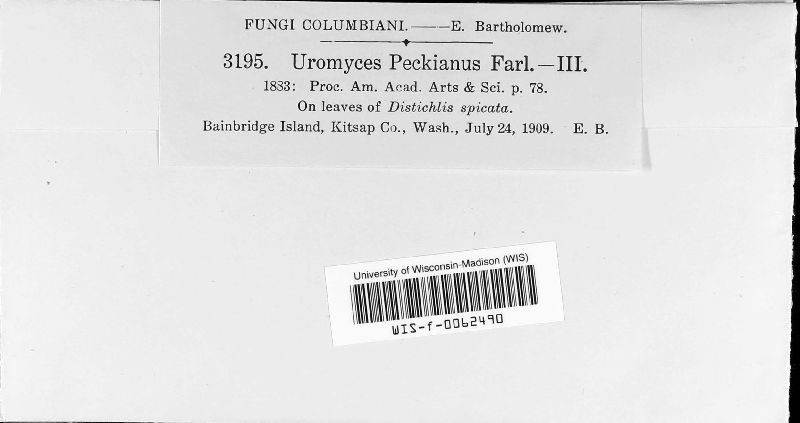 FUNGI COLUMBIANI.——E. Bartholomew.
3195. Uromyces Peckianus Farl.—III.
1883: Proc. Am. Acad. Arts & Sci. p. 78.
On leaves of Distichlis spicata.
Bainbridge Island, Kitsap Co., Wash., July 24, 1909. E. B.
University of Wisconsin-Madison (WIS)
WIS-f-0062490